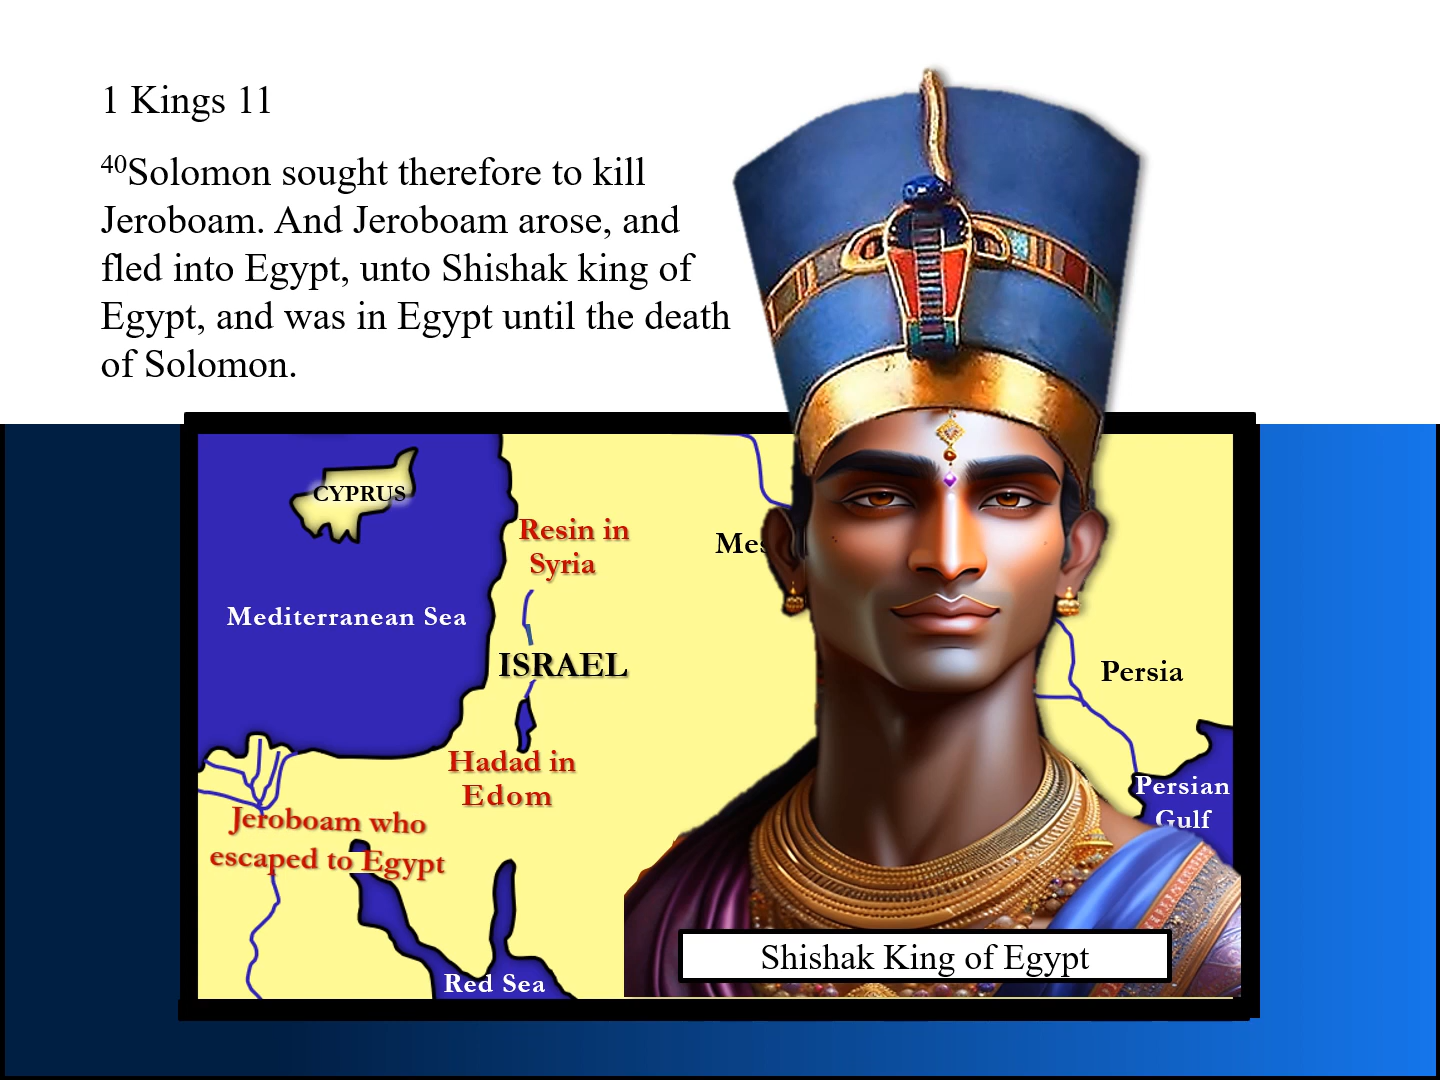 1 Kings 11
40Solomon sought therefore to kill
Jeroboam. And Jeroboam arose, and
fled into Egypt, unto Shishak king of
Egypt, and was in Egypt until the death
of Solomon.
CYPRUS
Resin in
Syria
Mes
Mediterranean Sea
ISRAEL
Persia
Hadad in
Edom
Persian
Gulf
Jeroboam who
escaped to Egypt
Red Sea
Shishak King of Egypt